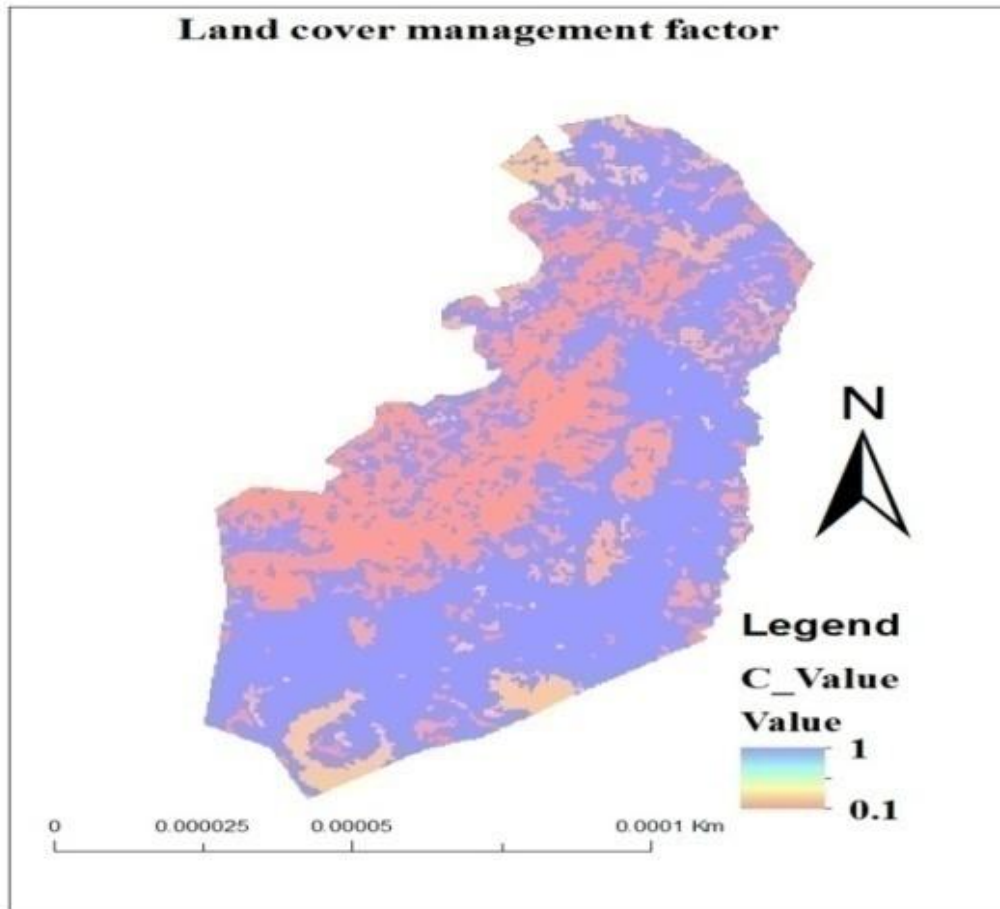 Land cover management factor
N
Legend
C_Value
Value
1
0.1
0 0.000025 0.00005 0.0001 Km